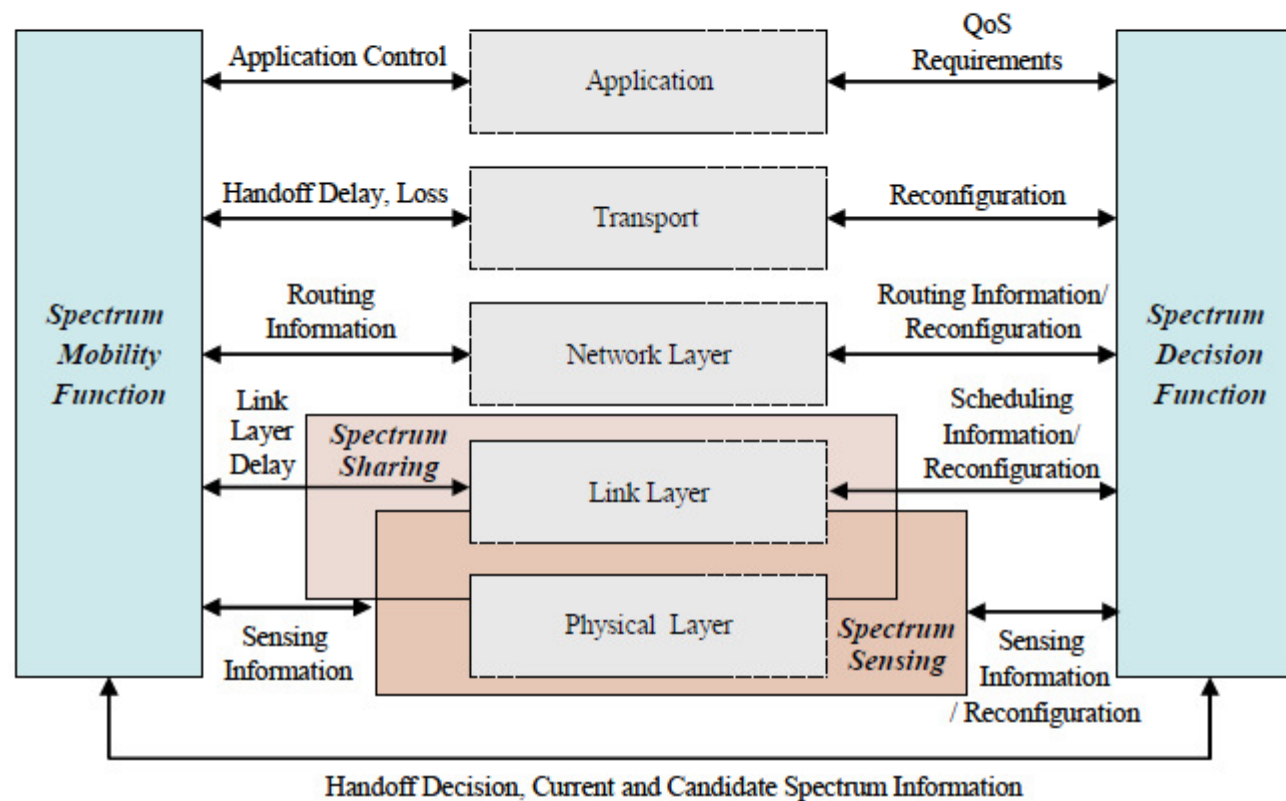 Application Control
Application
QoS
Requirements
Handoff Delay, Loss
Transport
Reconfiguration
Spectrum
Mobility
Function
Routing
Information
Network Layer
Routing Information/
Reconfiguration
Spectrum
Decision
Function
Link
Layer
Delay
Spectrum
Sharing
Link Layer
Scheduling
Information/
Reconfiguration
Sensing
Information
Physical Layer
Spectrum
Sensing
Sensing
Information
/ Reconfiguration
Handoff Decision, Current and Candidate Spectrum Information